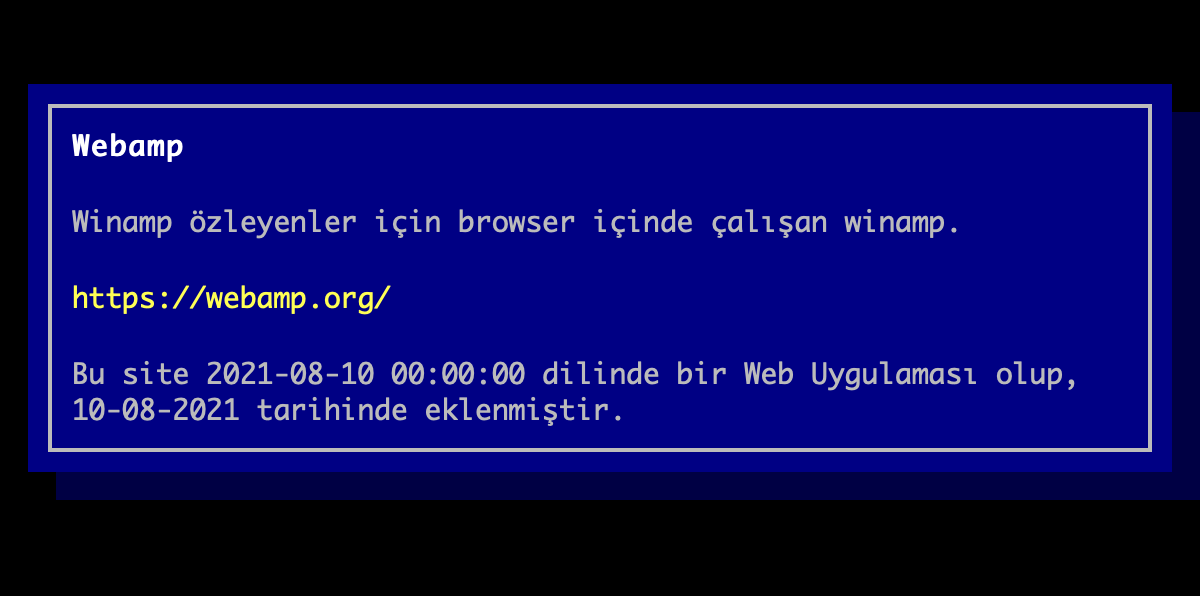 Webamp
Winamp özleyenler için browser içinde çalışan winamp.
https://webamp.org/
Bu site 2021-08-10 00:00:00 dilinde bir Web Uygulaması olup,
10-08-2021 tarihinde eklenmiştir.